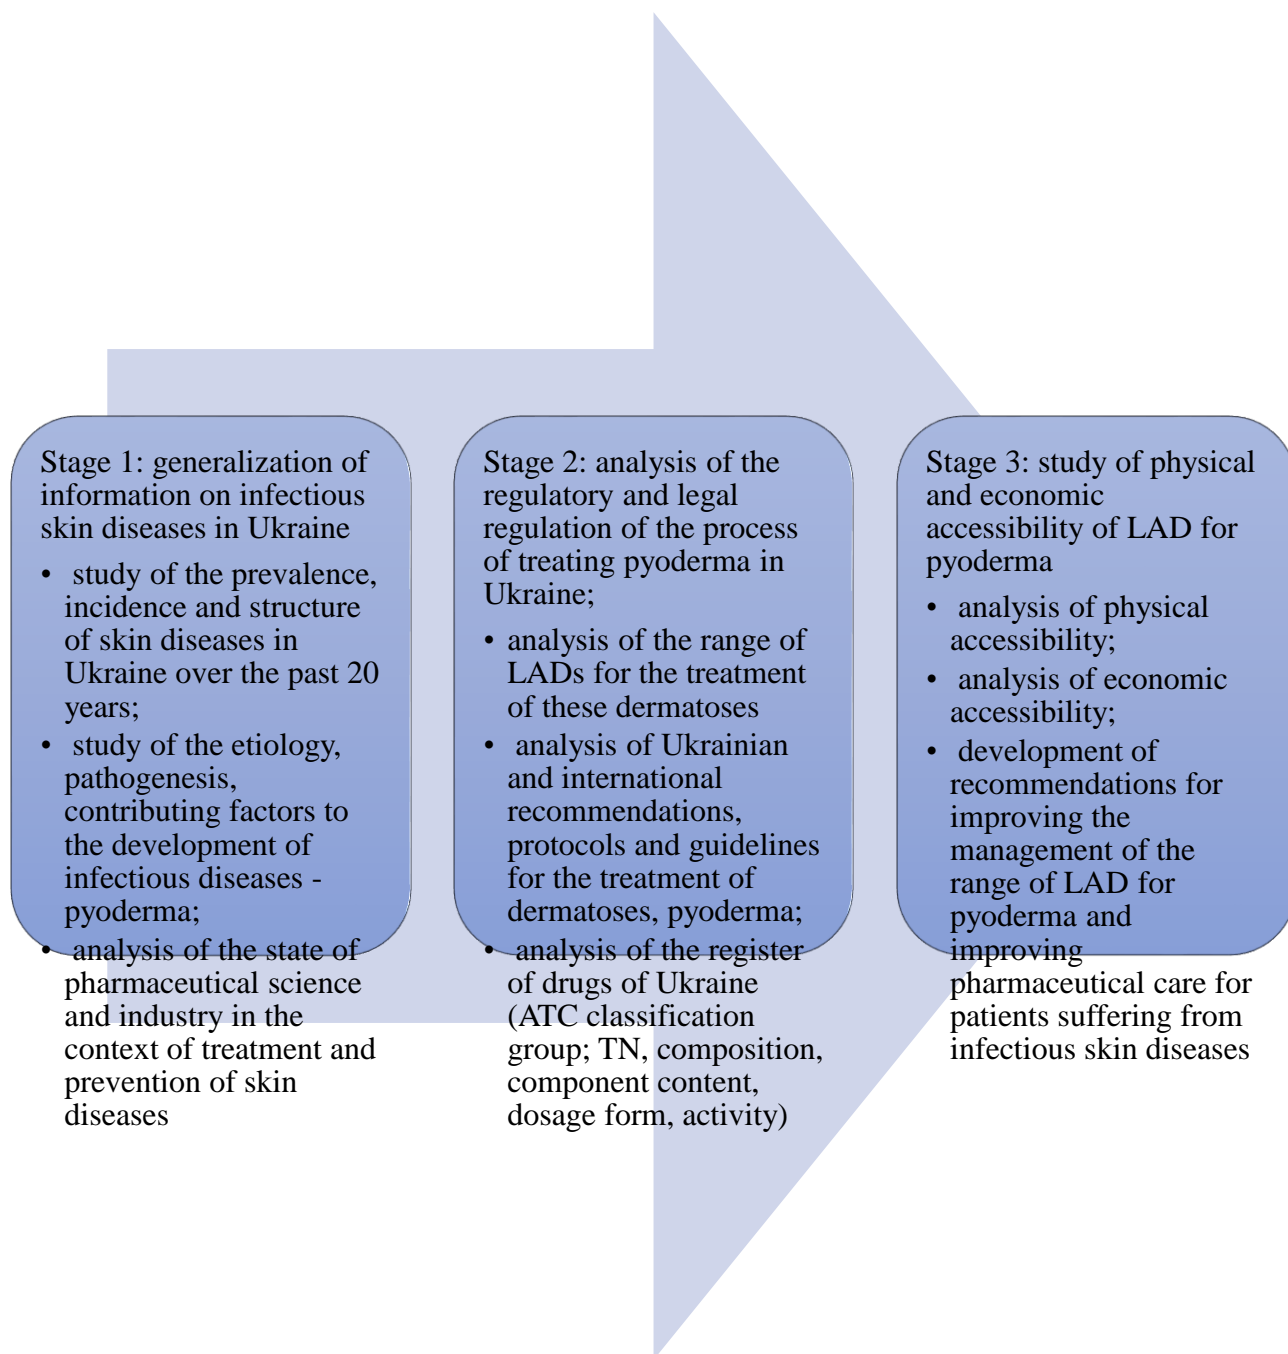 Stage 1: generalization of
information on infectious
skin diseases in Ukraine
• study of the prevalence,
incidence and structure
of skin diseases in
Ukraine over the past 20
years;
• study of the etiology,
pathogenesis,
contributing factors to
the development of
infectious diseases -
pyoderma;
• analysis of the state of
pharmaceutical science
and industry in the
context of treatment and
prevention of skin
diseases
Stage 2: analysis of the
regulatory and legal
regulation of the process
of treating pyoderma in
Ukraine;
• analysis of the range of
LADs for the treatment
of these dermatoses
• analysis of Ukrainian
and international
recommendations,
protocols and guidelines
for the treatment of
dermatoses, pyoderma;
• analysis of the register
of drugs of Ukraine
(ATC classification
group; TN, composition,
component content,
dosage form, activity)
Stage 3: study of physical
and economic
accessibility of LAD for
pyoderma
• analysis of physical
accessibility;
• analysis of economic
accessibility;
• development of
recommendations for
improving the
management of the
range of LAD for
pyoderma and
improving
pharmaceutical care for
patients suffering from
infectious skin diseases